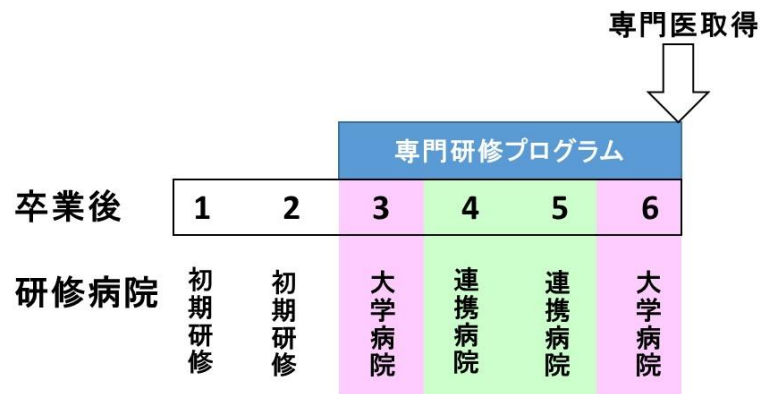 専門医取得
専門研修プログラム
卒業後 1 2 3 4 5 6
研修病院 初期研修 初期研修 大学病院 連携病院 連携病院 大学病院